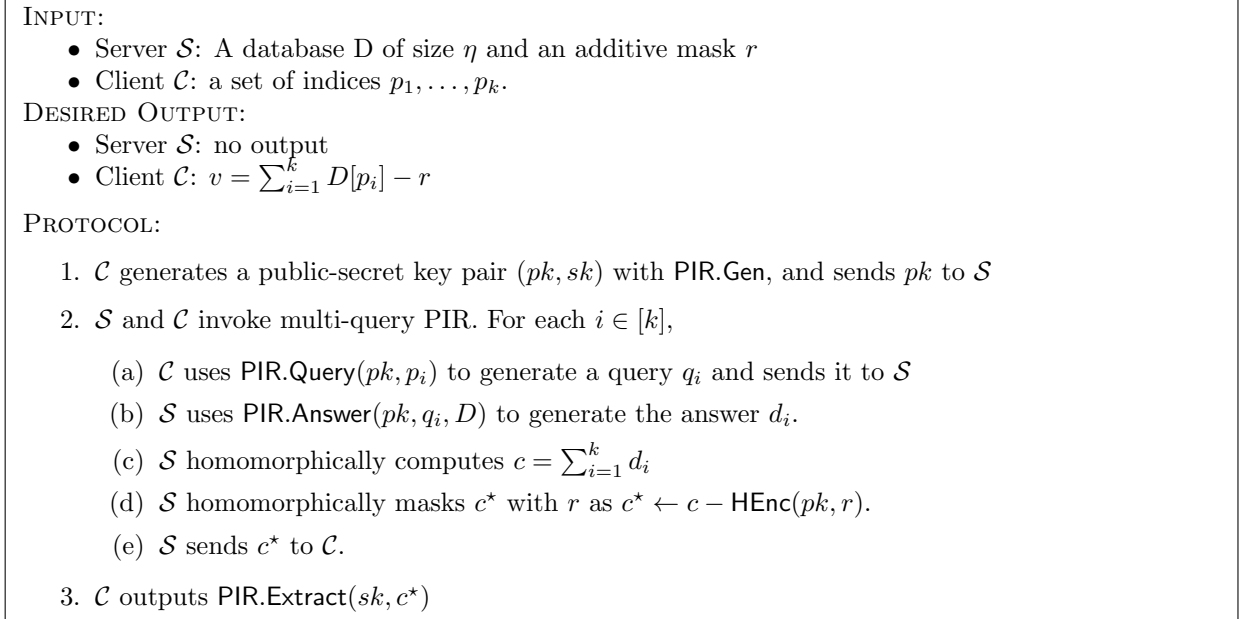 INPUT:
• Server 𝒮: A database D of size η and an additive mask r
• Client 𝒞: a set of indices p₁, . . . , pₖ.
DESIRED OUTPUT:
• Server 𝒮: no output
• Client 𝒞: v = ∑ᵏᵢ₌₁ D[pᵢ] − r
PROTOCOL:
1. 𝒞 generates a public-secret key pair (pk, sk) with PIR.Gen, and sends pk to 𝒮
2. 𝒮 and 𝒞 invoke multi-query PIR. For each i ∈ [k],
(a) 𝒞 uses PIR.Query(pk, pᵢ) to generate a query qᵢ and sends it to 𝒮
(b) 𝒮 uses PIR.Answer(pk, qᵢ, D) to generate the answer dᵢ.
(c) 𝒮 homomorphically computes c = ∑ᵏᵢ₌₁ dᵢ
(d) 𝒮 homomorphically masks c⋆ with r as c⋆ ← c − HEnc(pk, r).
(e) 𝒮 sends c⋆ to 𝒞.
3. 𝒞 outputs PIR.Extract(sk, c⋆)